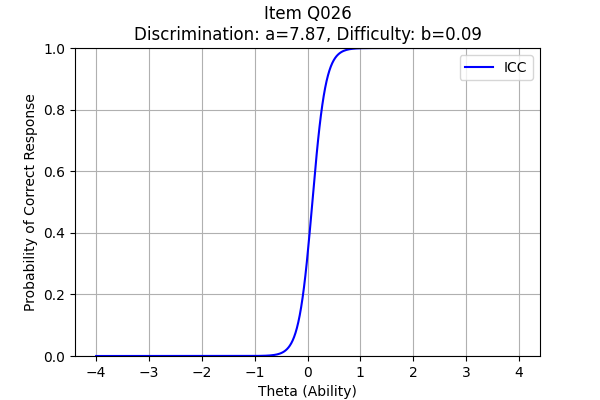 Item Q026
Discrimination: a=7.87, Difficulty: b=0.09
ICC
Probability of Correct Response
1.0
0.8
0.6
0.4
0.2
0.0
−4 −3 −2 −1 0 1 2 3 4
Theta (Ability)